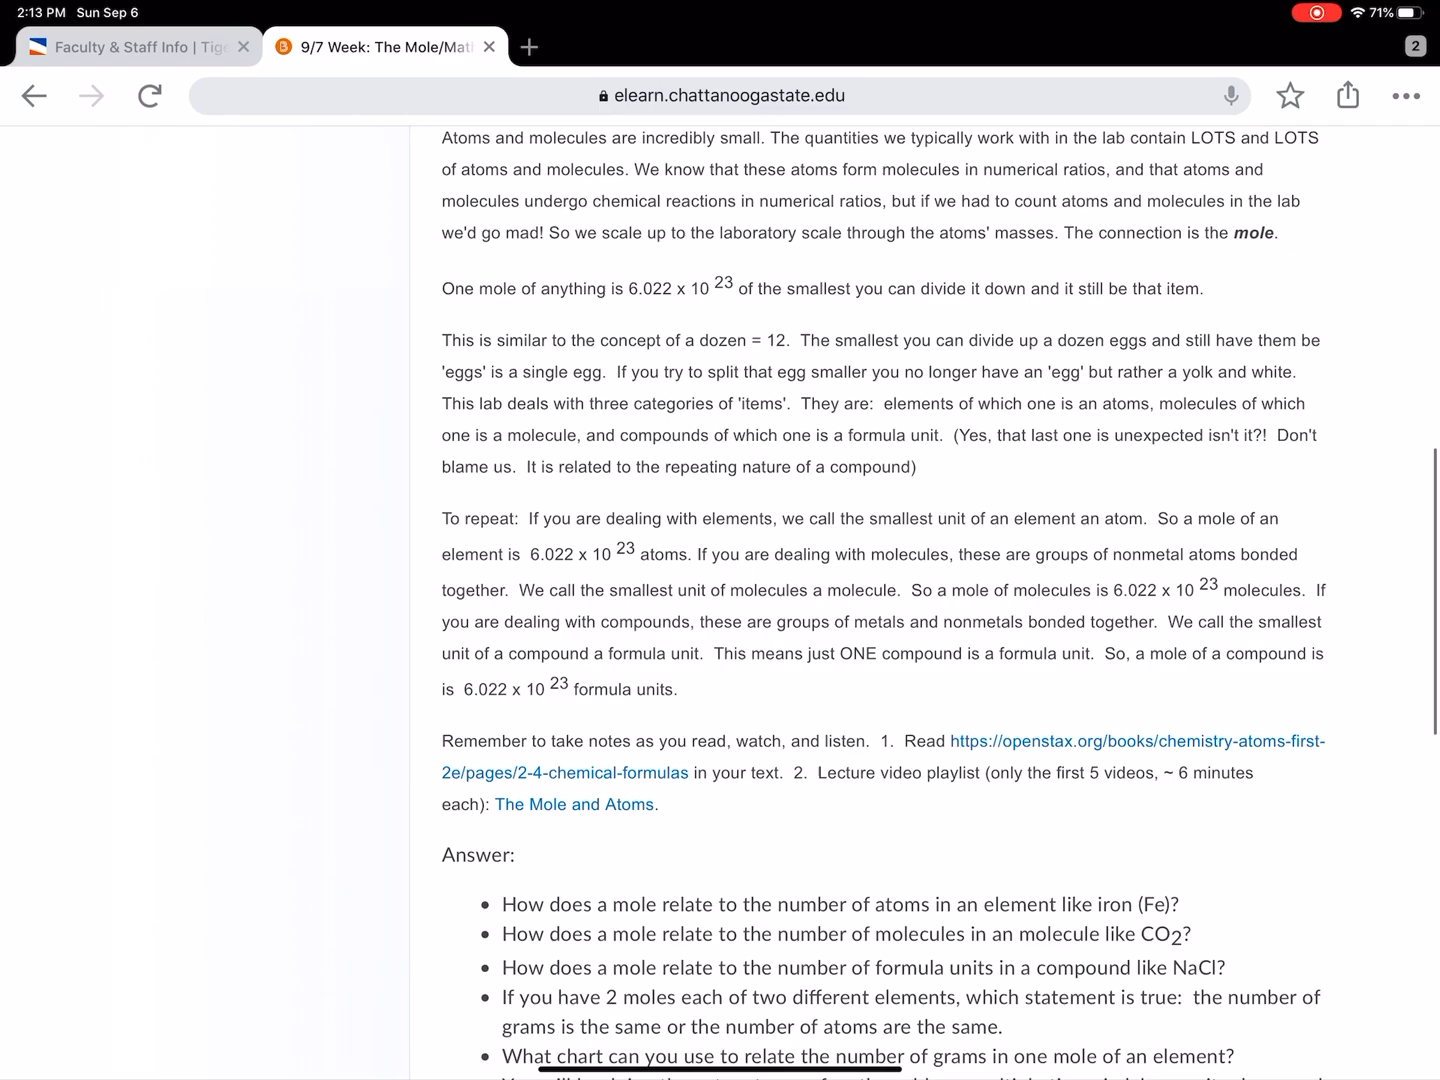 2:13 PM Sun Sep 6
71%
Faculty & Staff Info | Tige
9/7 Week: The Mole/Mat
2
elearn.chattanoogastate.edu
Atoms and molecules are incredibly small. The quantities we typically work with in the lab contain LOTS and LOTS
of atoms and molecules. We know that these atoms form molecules in numerical ratios, and that atoms and
molecules undergo chemical reactions in numerical ratios, but if we had to count atoms and molecules in the lab
we'd go mad! So we scale up to the laboratory scale through the atoms' masses. The connection is the mole.
One mole of anything is 6.022 x 10 23 of the smallest you can divide it down and it still be that item.
This is similar to the concept of a dozen = 12. The smallest you can divide up a dozen eggs and still have them be
'eggs' is a single egg. If you try to split that egg smaller you no longer have an 'egg' but rather a yolk and white.
This lab deals with three categories of 'items'. They are: elements of which one is an atoms, molecules of which
one is a molecule, and compounds of which one is a formula unit. (Yes, that last one is unexpected isn't it?! Don't
blame us. It is related to the repeating nature of a compound)
To repeat: If you are dealing with elements, we call the smallest unit of an element an atom. So a mole of an
element is 6.022 x 10 23 atoms. If you are dealing with molecules, these are groups of nonmetal atoms bonded
together. We call the smallest unit of molecules a molecule. So a mole of molecules is 6.022 x 10 23 molecules. If
you are dealing with compounds, these are groups of metals and nonmetals bonded together. We call the smallest
unit of a compound a formula unit. This means just ONE compound is a formula unit. So, a mole of a compound is
is 6.022 x 10 23 formula units.
Remember to take notes as you read, watch, and listen. 1. Read https://openstax.org/books/chemistry-atoms-first-
2e/pages/2-4-chemical-formulas in your text. 2. Lecture video playlist (only the first 5 videos, ~ 6 minutes
each): The Mole and Atoms.
Answer:
• How does a mole relate to the number of atoms in an element like iron (Fe)?
• How does a mole relate to the number of molecules in an molecule like CO2?
• How does a mole relate to the number of formula units in a compound like NaCl?
• If you have 2 moles each of two different elements, which statement is true: the number of
grams is the same or the number of atoms are the same.
• What chart can you use to relate the number of grams in one mole of an element?